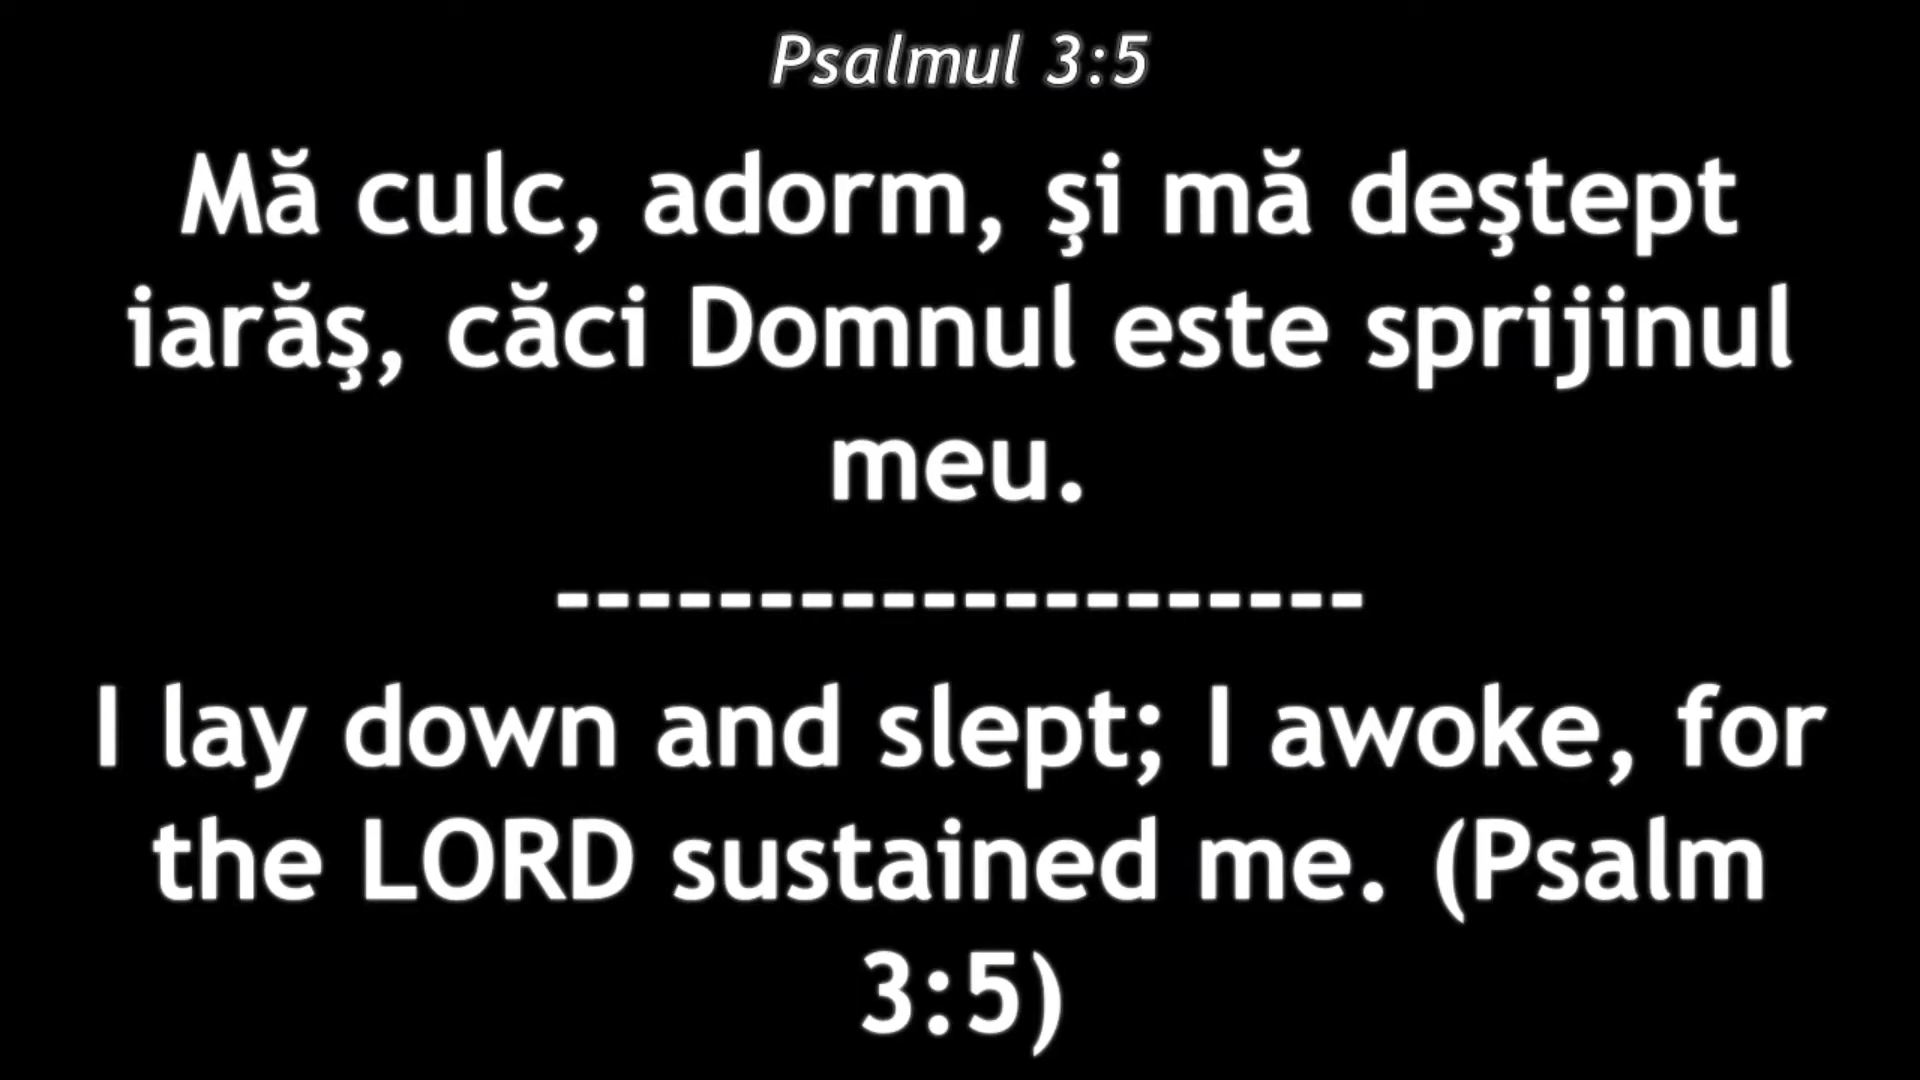 Psalmul 3:5
Mă culc, adorm, şi mă deştept
iarăş, căci Domnul este sprijinul
meu.
--------------------
I lay down and slept; I awoke, for
the LORD sustained me. (Psalm
3:5)